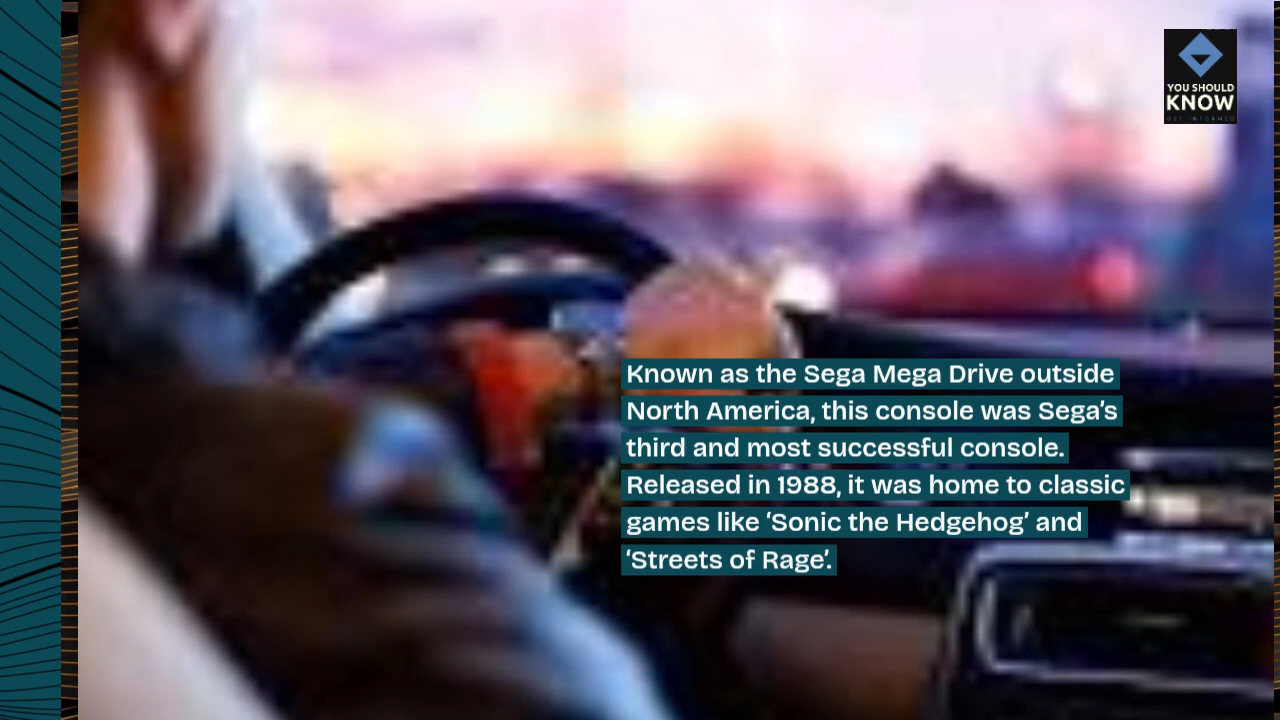 YOU SHOULD
KNOW
GET INFORMED
Known as the Sega Mega Drive outside
North America, this console was Sega’s
third and most successful console.
Released in 1988, it was home to classic
games like ‘Sonic the Hedgehog’ and
‘Streets of Rage’.